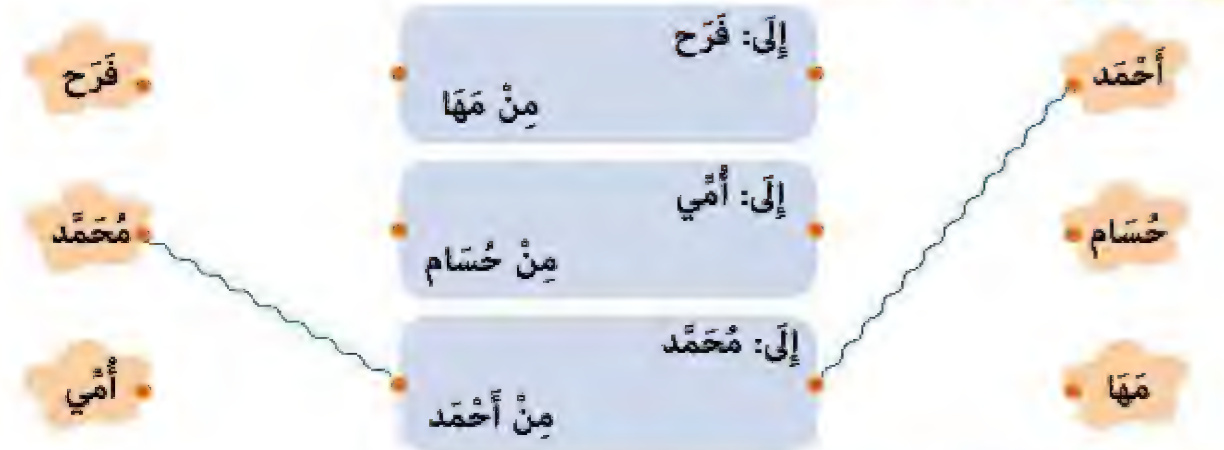 أَحْمَد
إِلَى: فَرَح
مِنْ مَهَا
فَرَح
حُسَام
إِلَى: أُمِّي
مِنْ حُسَام
مُحَمَّد
مَهَا
إِلَى: مُحَمَّد
مِنْ أَحْمَد
أُمِّي